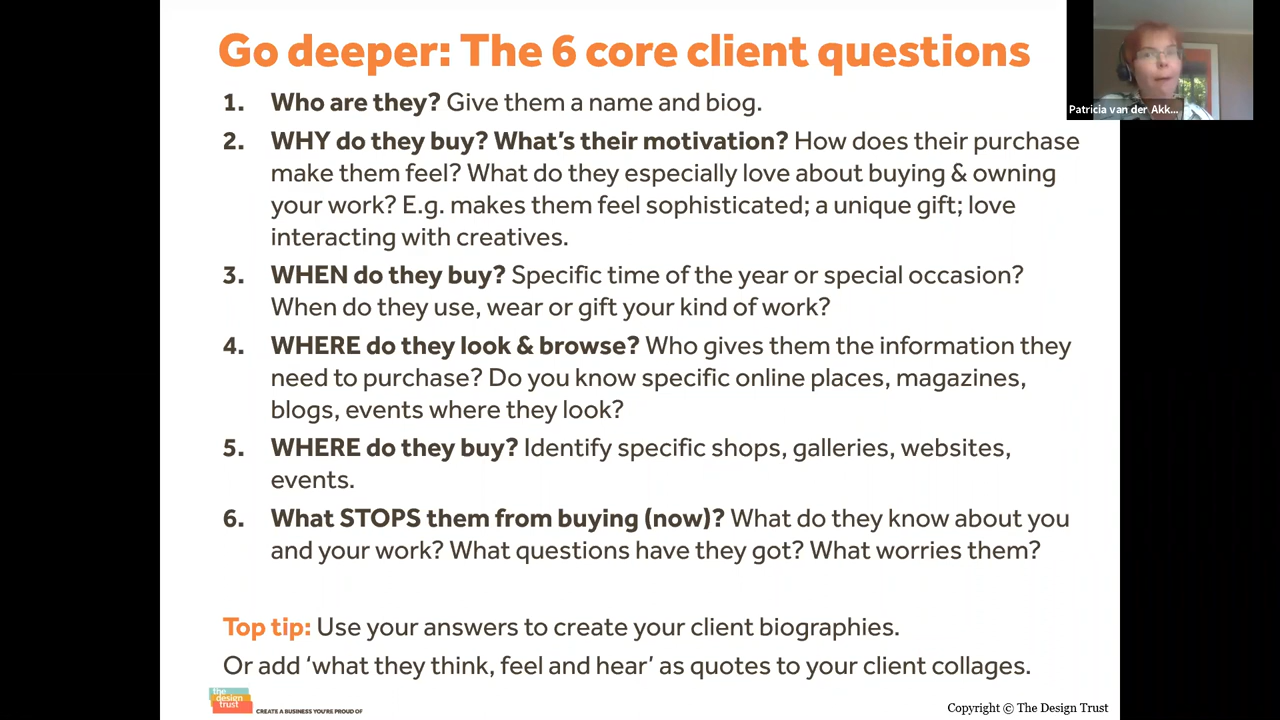 Go deeper: The 6 core client questions
Patricia van der Akk...
1. Who are they? Give them a name and biog.
2. WHY do they buy? What's their motivation? How does their purchase
make them feel? What do they especially love about buying & owning
your work? E.g. makes them feel sophisticated; a unique gift; love
interacting with creatives.
3. WHEN do they buy? Specific time of the year or special occasion?
When do they use, wear or gift your kind of work?
4. WHERE do they look & browse? Who gives them the information they
need to purchase? Do you know specific online places, magazines,
blogs, events where they look?
5. WHERE do they buy? Identify specific shops, galleries, websites,
events.
6. What STOPS them from buying (now)? What do they know about you
and your work? What questions have they got? What worries them?
Top tip: Use your answers to create your client biographies.
Or add ‘what they think, feel and hear’ as quotes to your client collages.
the
design
trust
CREATE A BUSINESS YOU'RE PROUD OF
Copyright © The Design Trust